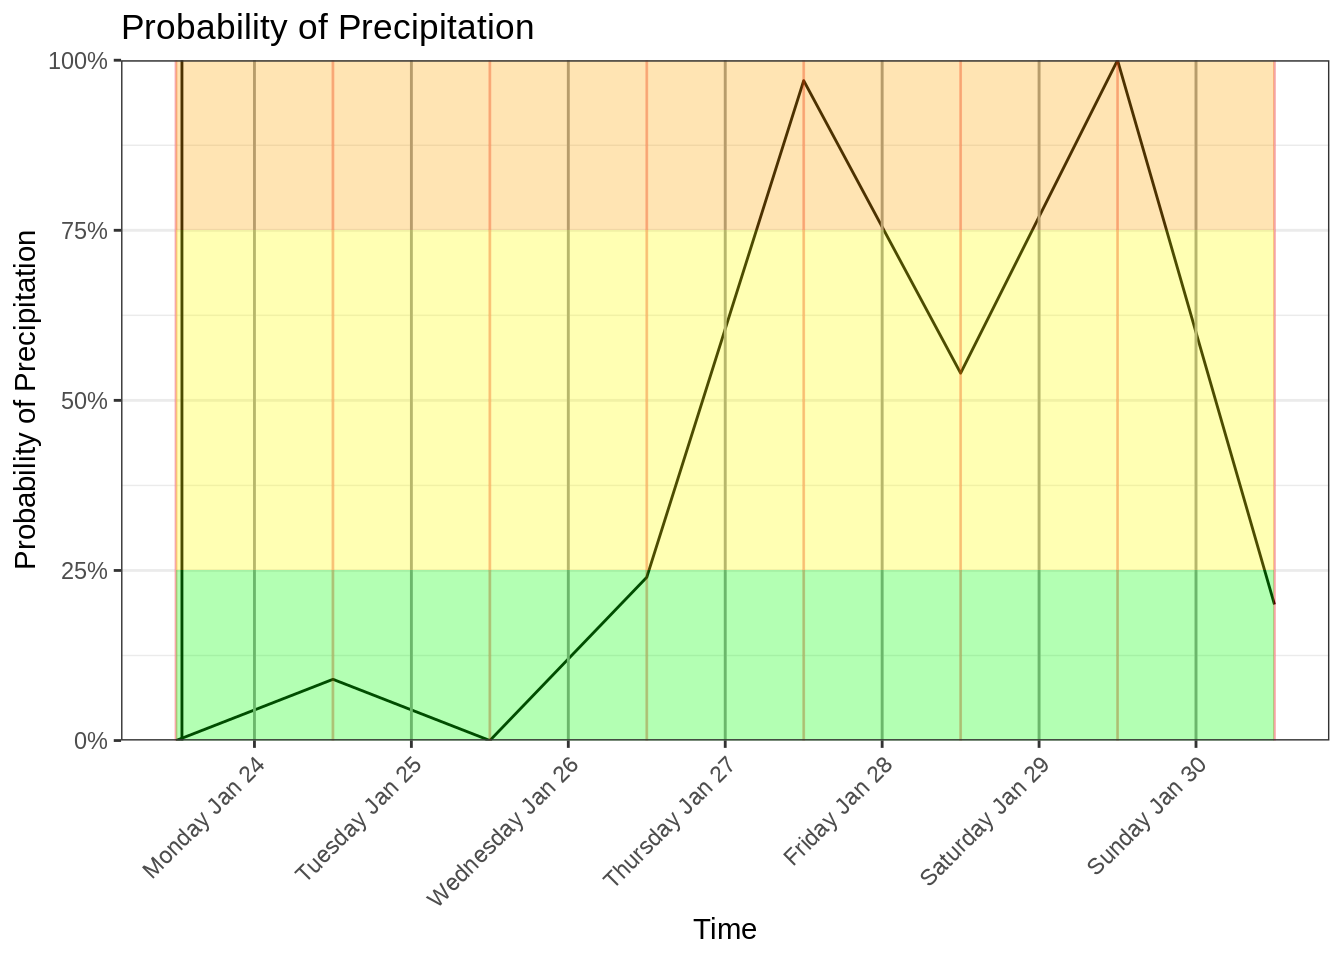 Probability of Precipitation
Probability of Precipitation
100%
75%
50%
25%
0%
Monday Jan 24
Tuesday Jan 25
Wednesday Jan 26
Thursday Jan 27
Friday Jan 28
Saturday Jan 29
Sunday Jan 30
Time